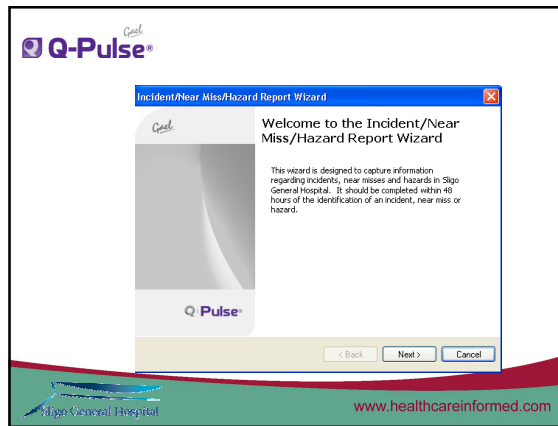 Gael
Q-Pulse®
Incident/Near Miss/Hazard Report Wizard
Gael
Welcome to the Incident/Near
Miss/Hazard Report Wizard
This wizard is designed to capture information
regarding incidents, near misses and hazards in Sligo
General Hospital. It should be completed within 48
hours of the identification of an incident, near miss or
hazard.
Q-Pulse®
< Back Next > Cancel
Sligo General Hospital
www.healthcareinformed.com